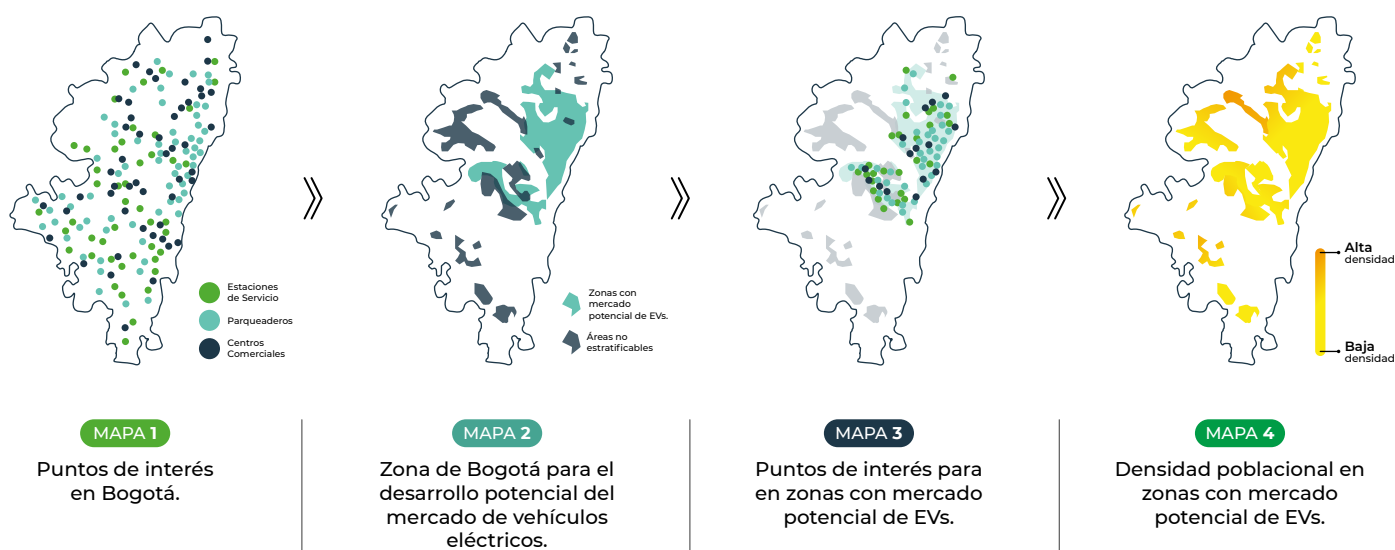 Estaciones
de Servicio
Parqueaderos
Centros
Comerciales
Zonas con
mercado
potencial de EVs.
Áreas no
estratificables
Alta
densidad
Baja
densidad
MAPA 1
Puntos de interés
en Bogotá.
MAPA 2
Zona de Bogotá para el
desarrollo potencial del
mercado de vehículos
eléctricos.
MAPA 3
Puntos de interés para
en zonas con mercado
potencial de EVs.
MAPA 4
Densidad poblacional en
zonas con mercado
potencial de EVs.